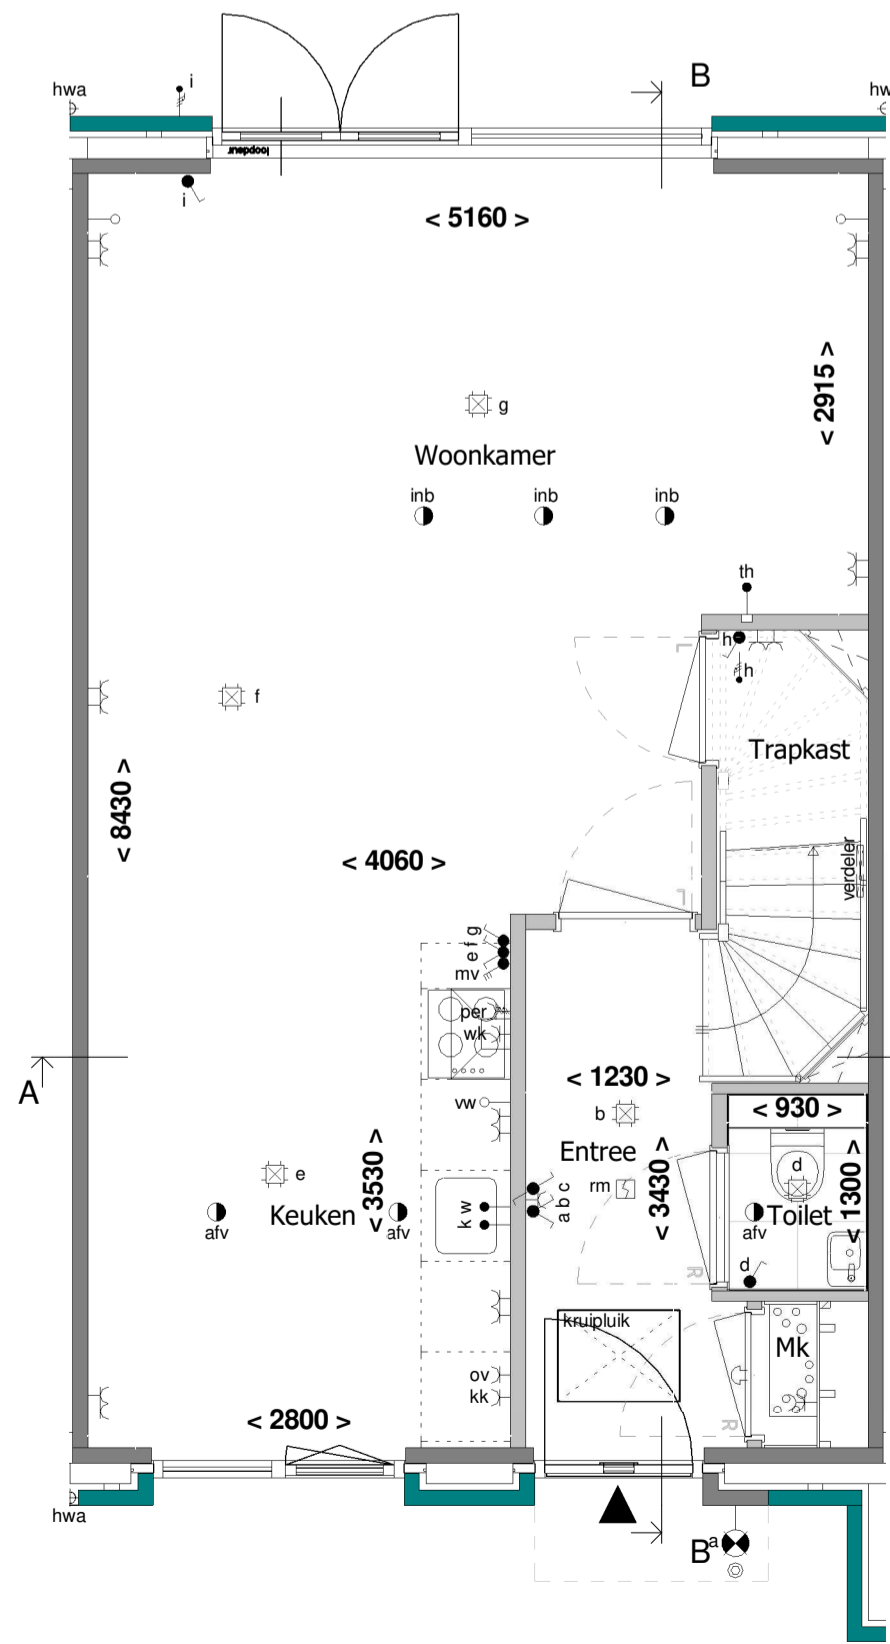 B
hwa
i
hw
loopdeur
i
< 5160 >
< 2915 >
g
Woonkamer
inb
inb
inb
th
h
h
L
f
Trapkast
< 8430 >
verdeler
< 4060 >
L
e f g
mv
per
wk
A
< 1230 >
vw
b
< 930 >
Entree
e
< 3530 >
rm
d
a b c
< 3430 >
< 1300 >
k w
afv
Keuken
afv
afv
Toilet
d
R
kruipluik
Mk
ov
kk
< 2800 >
R
hwa
B
a